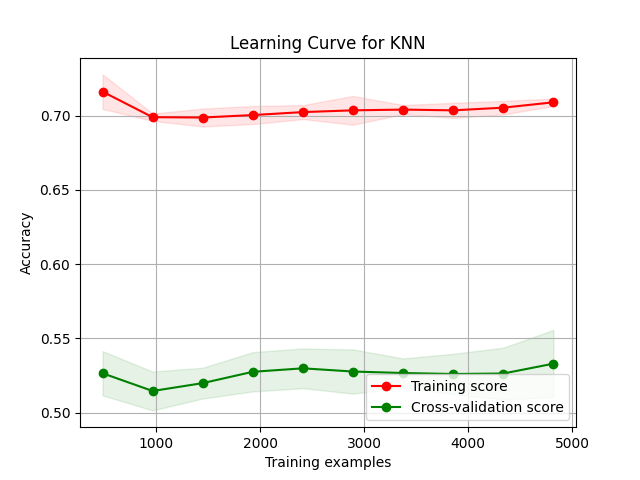 Learning Curve for KNN
0.70
0.65
0.60
0.55
0.50
Accuracy
Training score
Cross-validation score
1000 2000 3000 4000 5000
Training examples